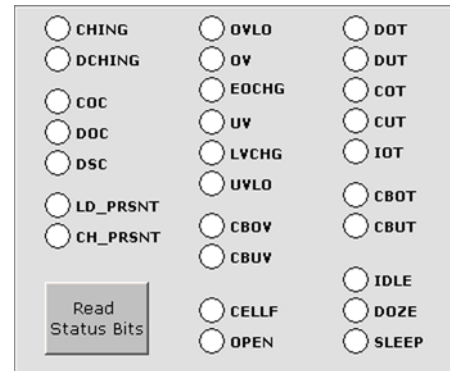 CHING
DCHING
COC
DOC
DSC
LD_PRSNT
CH_PRSNT
Read
Status Bits
OVLO
OV
EOCHG
UV
LVCHG
UVLO
CBOV
CBUV
CELLF
OPEN
DOT
DUT
COT
CUT
IOT
CBOT
CBUT
IDLE
DOZE
SLEEP